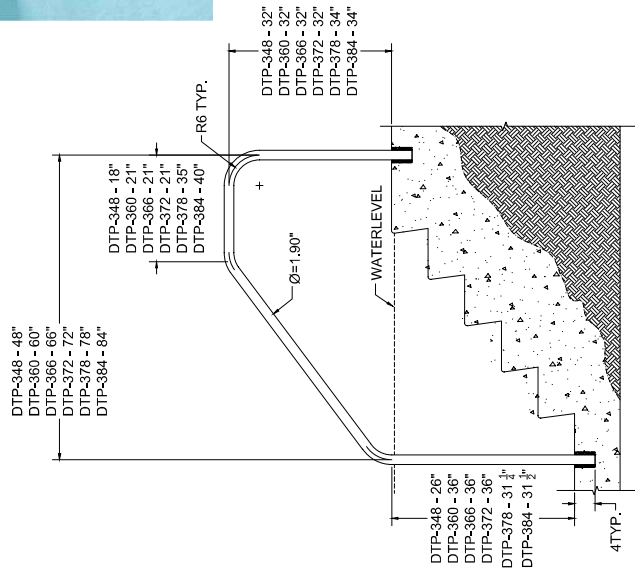 DTP-348 - 48"
DTP-360 - 60"
DTP-366 - 66"
DTP-372 - 72"
DTP-378 - 78"
DTP-384 - 84"
DTP-348 - 18"
DTP-360 - 21"
DTP-366 - 21"
DTP-372 - 21"
DTP-378 - 35"
DTP-384 - 40"
R6 TYP.
DTP-348 - 32"
DTP-360 - 32"
DTP-366 - 32"
DTP-372 - 32"
DTP-378 - 34"
DTP-384 - 34"
Ø=1.90"
WATERLEVEL
DTP-348 - 26"
DTP-360 - 36"
DTP-366 - 36"
DTP-372 - 36"
DTP-378 - 31 1/4"
DTP-384 - 31 1/2"
4TYP.